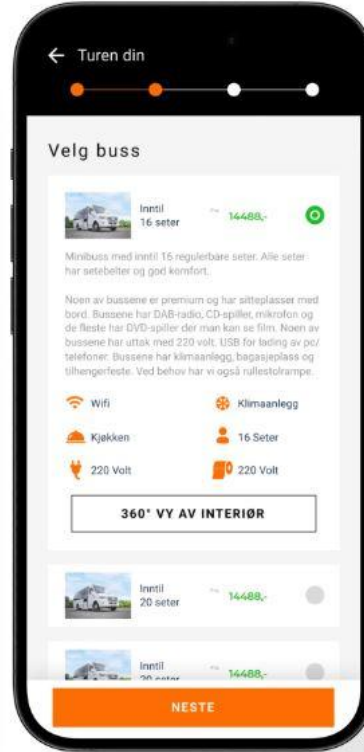 Turen din
Velg buss
Inntil
16 seter
14488,-
Minibuss med inntil 16 regulerbare seter. Alle seter
har setebelter og god komfort.
Noen av bussene er premium og har sitteplasser med
bord. Bussene har DAB-radio, CD-spiller, mikrofon og
de fleste har DVD-spiller der man kan se film. Noen av
bussene har uttak med 220 volt, USB for lading av pc/
telefoner. Bussene har klimaanlegg, bagasjeplass og
tilhengerfeste. Ved behov har vi også rullestolrampe.
Wifi
Klimaanlegg
Kjøkken
16 Seter
220 Volt
220 Volt
360° VY AV INTERIØR
Inntil
20 seter
14488,-
Inntil
20 seter
14488,-
NESTE